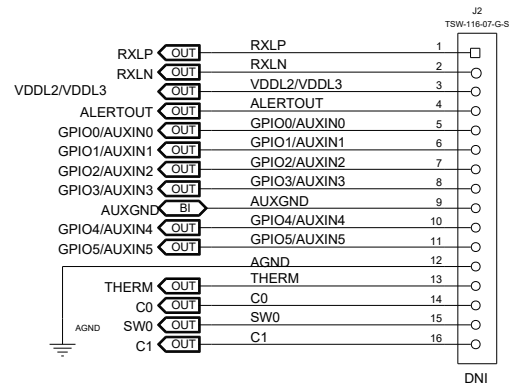 J2
TSW-116-07-G-S
RXLP OUT RXLP 1
RXLN OUT RXLN 2
VDDL2/VDDL3 OUT VDDL2/VDDL3 3
ALERTOUT OUT ALERTOUT 4
GPIO0/AUXIN0 OUT GPIO0/AUXIN0 5
GPIO1/AUXIN1 OUT GPIO1/AUXIN1 6
GPIO2/AUXIN2 OUT GPIO2/AUXIN2 7
GPIO3/AUXIN3 OUT GPIO3/AUXIN3 8
AUXGND BI AUXGND 9
GPIO4/AUXIN4 OUT GPIO4/AUXIN4 10
GPIO5/AUXIN5 OUT GPIO5/AUXIN5 11
AGND 12
THERM OUT THERM 13
C0 OUT C0 14
AGND SW0 OUT SW0 15
C1 OUT C1 16
DNI